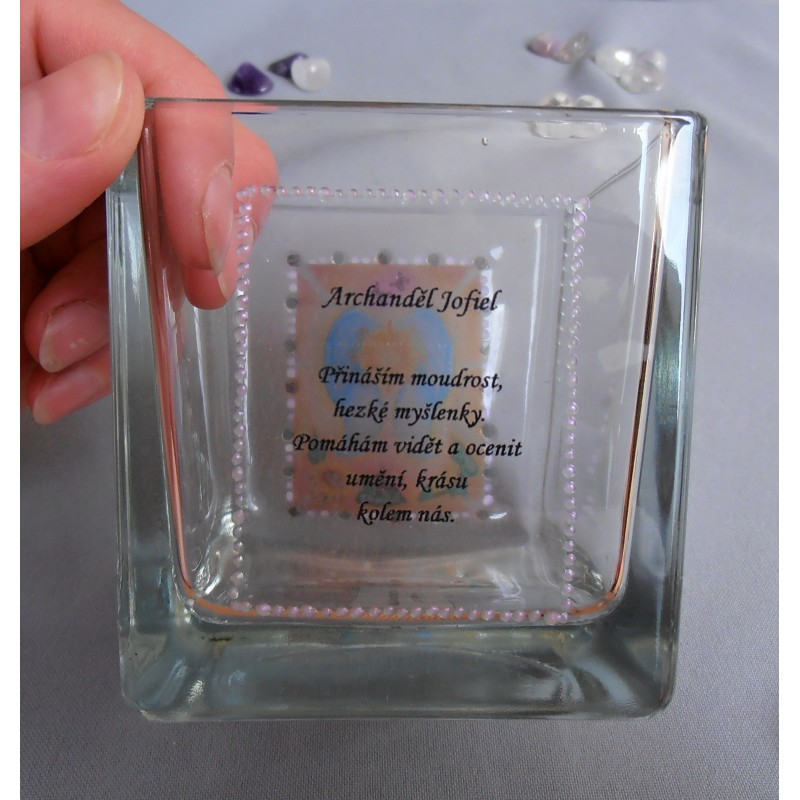 Archanděl Jofiel
Přináším moudrost,
hezké myšlenky.
Pomáhám vidět a ocenit
umění, krásu
kolem nás.